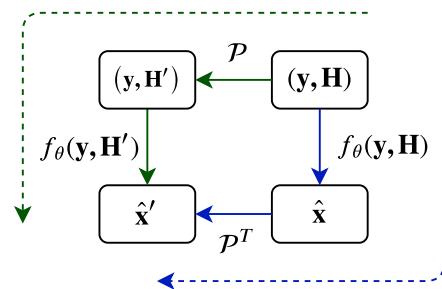 𝒫
(y, H′) (y, H)
f_θ(y, H′) f_θ(y, H)
x̂′ x̂
𝒫^T